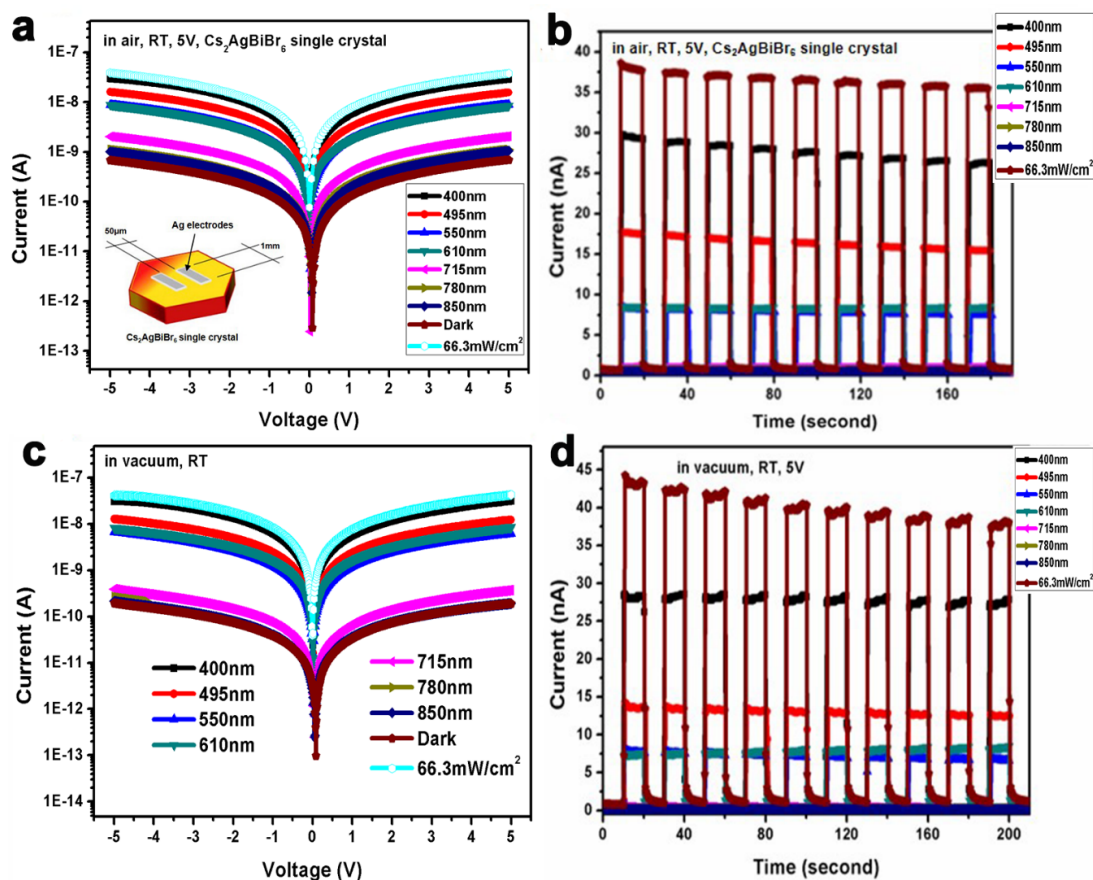 a
in air, RT, 5V, Cs₂AgBiBr₆ single crystal
Current (A)
1E-7
1E-8
1E-9
1E-10
1E-11
1E-12
1E-13
50μm
Ag electrodes
1mm
Cs₂AgBiBr₆ single crystal
400nm
495nm
550nm
610nm
715nm
780nm
850nm
Dark
66.3mW/cm²
-5 -4 -3 -2 -1 0 1 2 3 4 5
Voltage (V)
b
in air, RT, 5V, Cs₂AgBiBr₆ single crystal
Current (nA)
40
35
30
25
20
15
10
5
0
400nm
495nm
550nm
610nm
715nm
780nm
850nm
66.3mW/cm²
0 40 80 120 160
Time (second)
c
in vacuum, RT
Current (A)
1E-6
1E-7
1E-8
1E-9
1E-10
1E-11
1E-12
1E-13
1E-14
400nm
495nm
550nm
610nm
715nm
780nm
850nm
Dark
66.3mW/cm²
-5 -4 -3 -2 -1 0 1 2 3 4 5
Voltage (V)
d
in vacuum, RT, 5V
Current (nA)
45
40
35
30
25
20
15
10
5
0
400nm
495nm
550nm
610nm
715nm
780nm
850nm
66.3mW/cm²
0 40 80 120 160 200
Time (second)